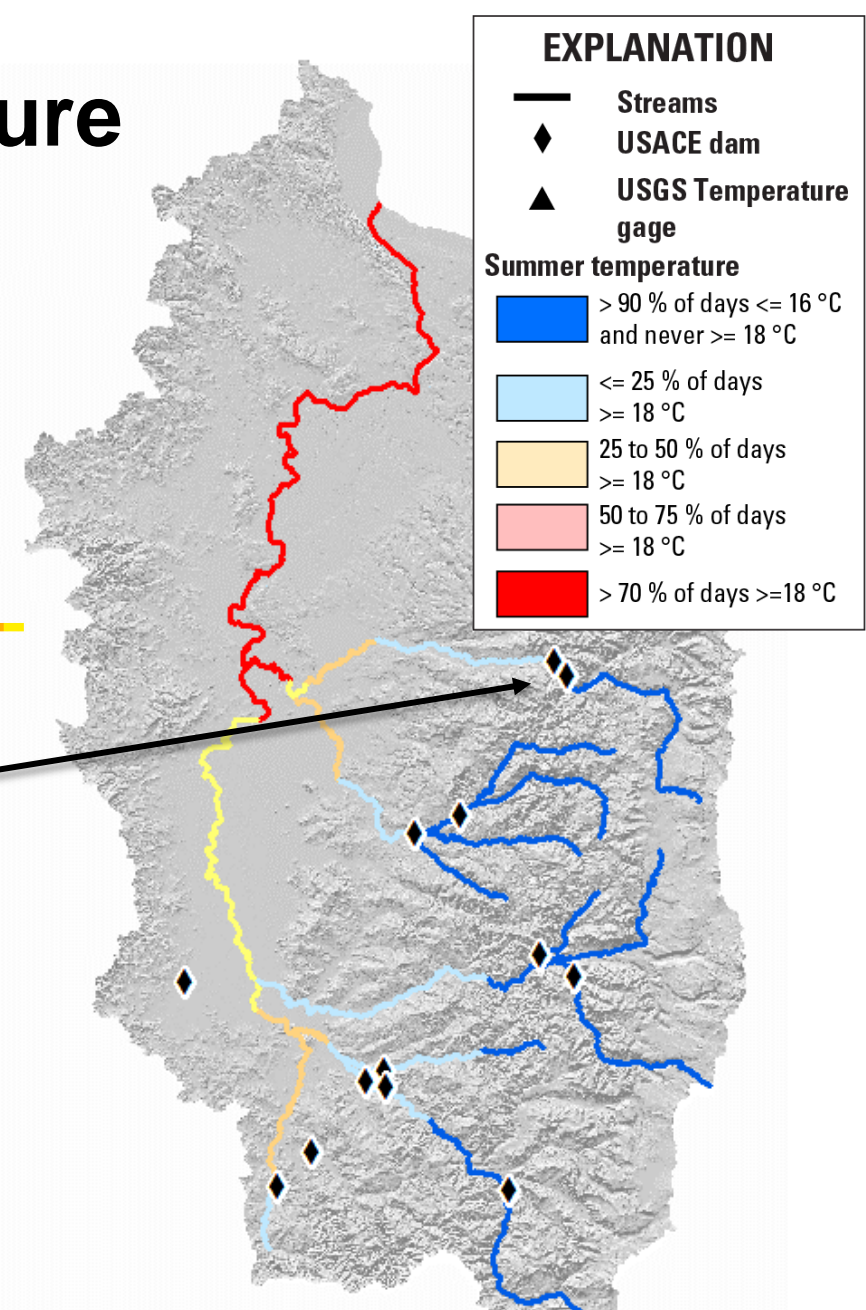 ure
EXPLANATION
Streams
USACE dam
USGS Temperature
gage
Summer temperature
> 90 % of days <= 16 °C
and never >= 18 °C
<= 25 % of days
>= 18 °C
25 to 50 % of days
>= 18 °C
50 to 75 % of days
>= 18 °C
> 70 % of days >=18 °C